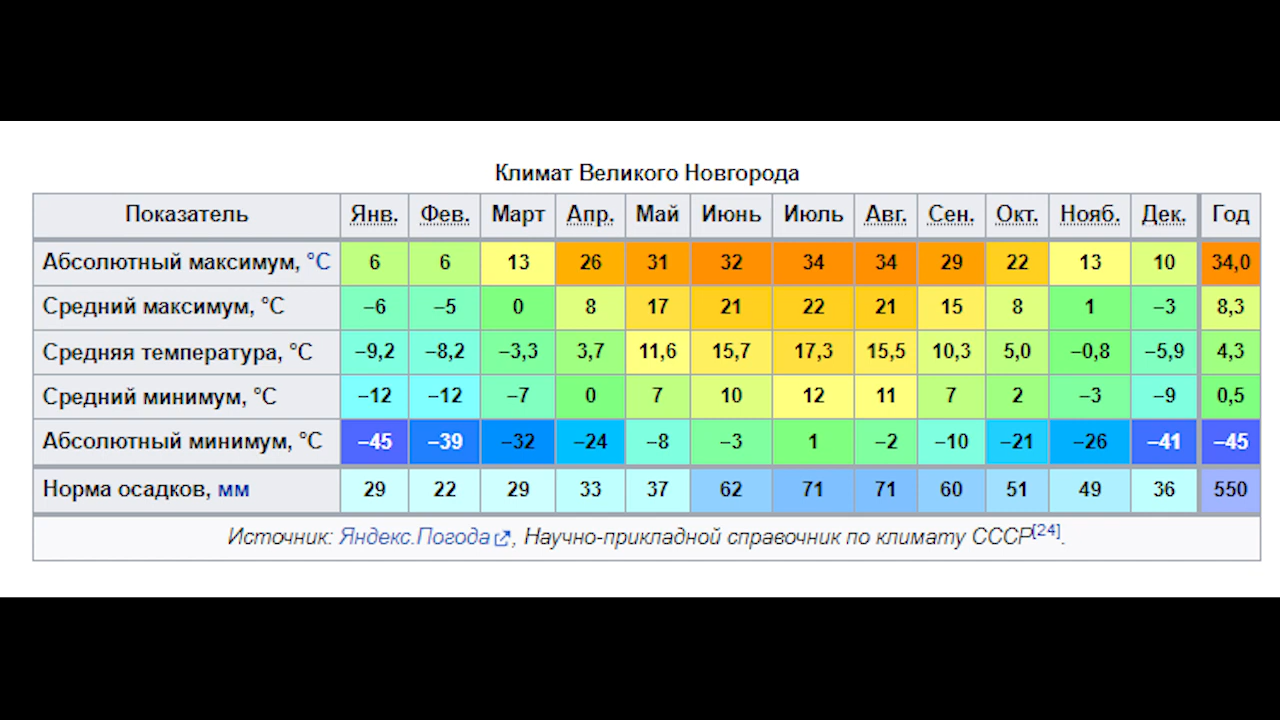 Климат Великого Новгорода
Показатель Янв. Фев. Март Апр. Май Июнь Июль Авг. Сен. Окт. Нояб. Дек. Год
Абсолютный максимум, °C 6 6 13 26 31 32 34 34 29 22 13 10 34,0
Средний максимум, °C –6 –5 0 8 17 21 22 21 15 8 1 –3 8,3
Средняя температура, °C –9,2 –8,2 –3,3 3,7 11,6 15,7 17,3 15,5 10,3 5,0 –0,8 –5,9 4,3
Средний минимум, °C –12 –12 –7 0 7 10 12 11 7 2 –3 –9 0,5
Абсолютный минимум, °C –45 –39 –32 –24 –8 –3 1 –2 –10 –21 –26 –41 –45
Норма осадков, мм 29 22 29 33 37 62 71 71 60 51 49 36 550
Источник: Яндекс.Погода, Научно-прикладной справочник по климату СССР[24].